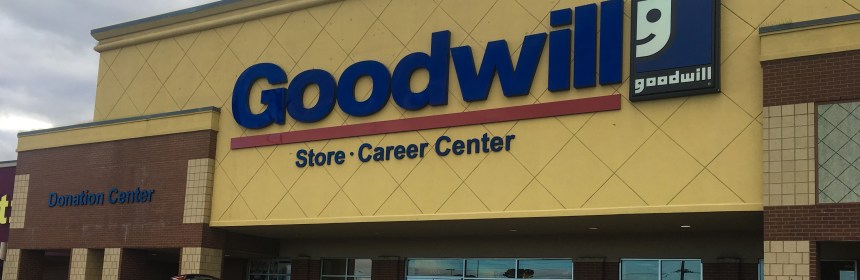 Goodwill
goodwill
Store · Career Center
Donation Center